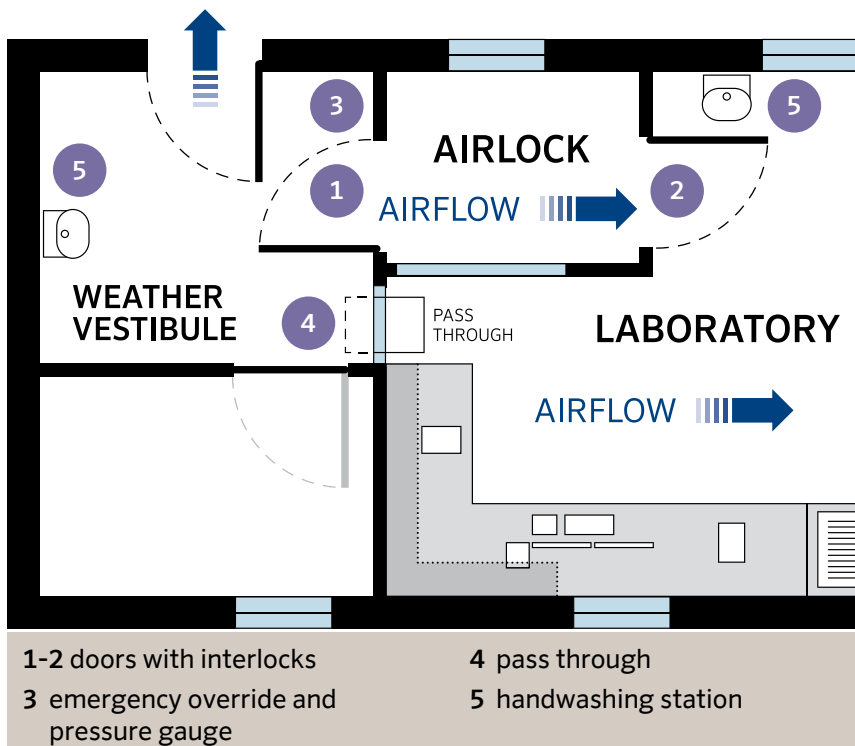 3
5
AIRLOCK
5
1
2
AIRFLOW
WEATHER
VESTIBULE
4
PASS
THROUGH
LABORATORY
AIRFLOW
1-2 doors with interlocks
3 emergency override and
pressure gauge
4 pass through
5 handwashing station